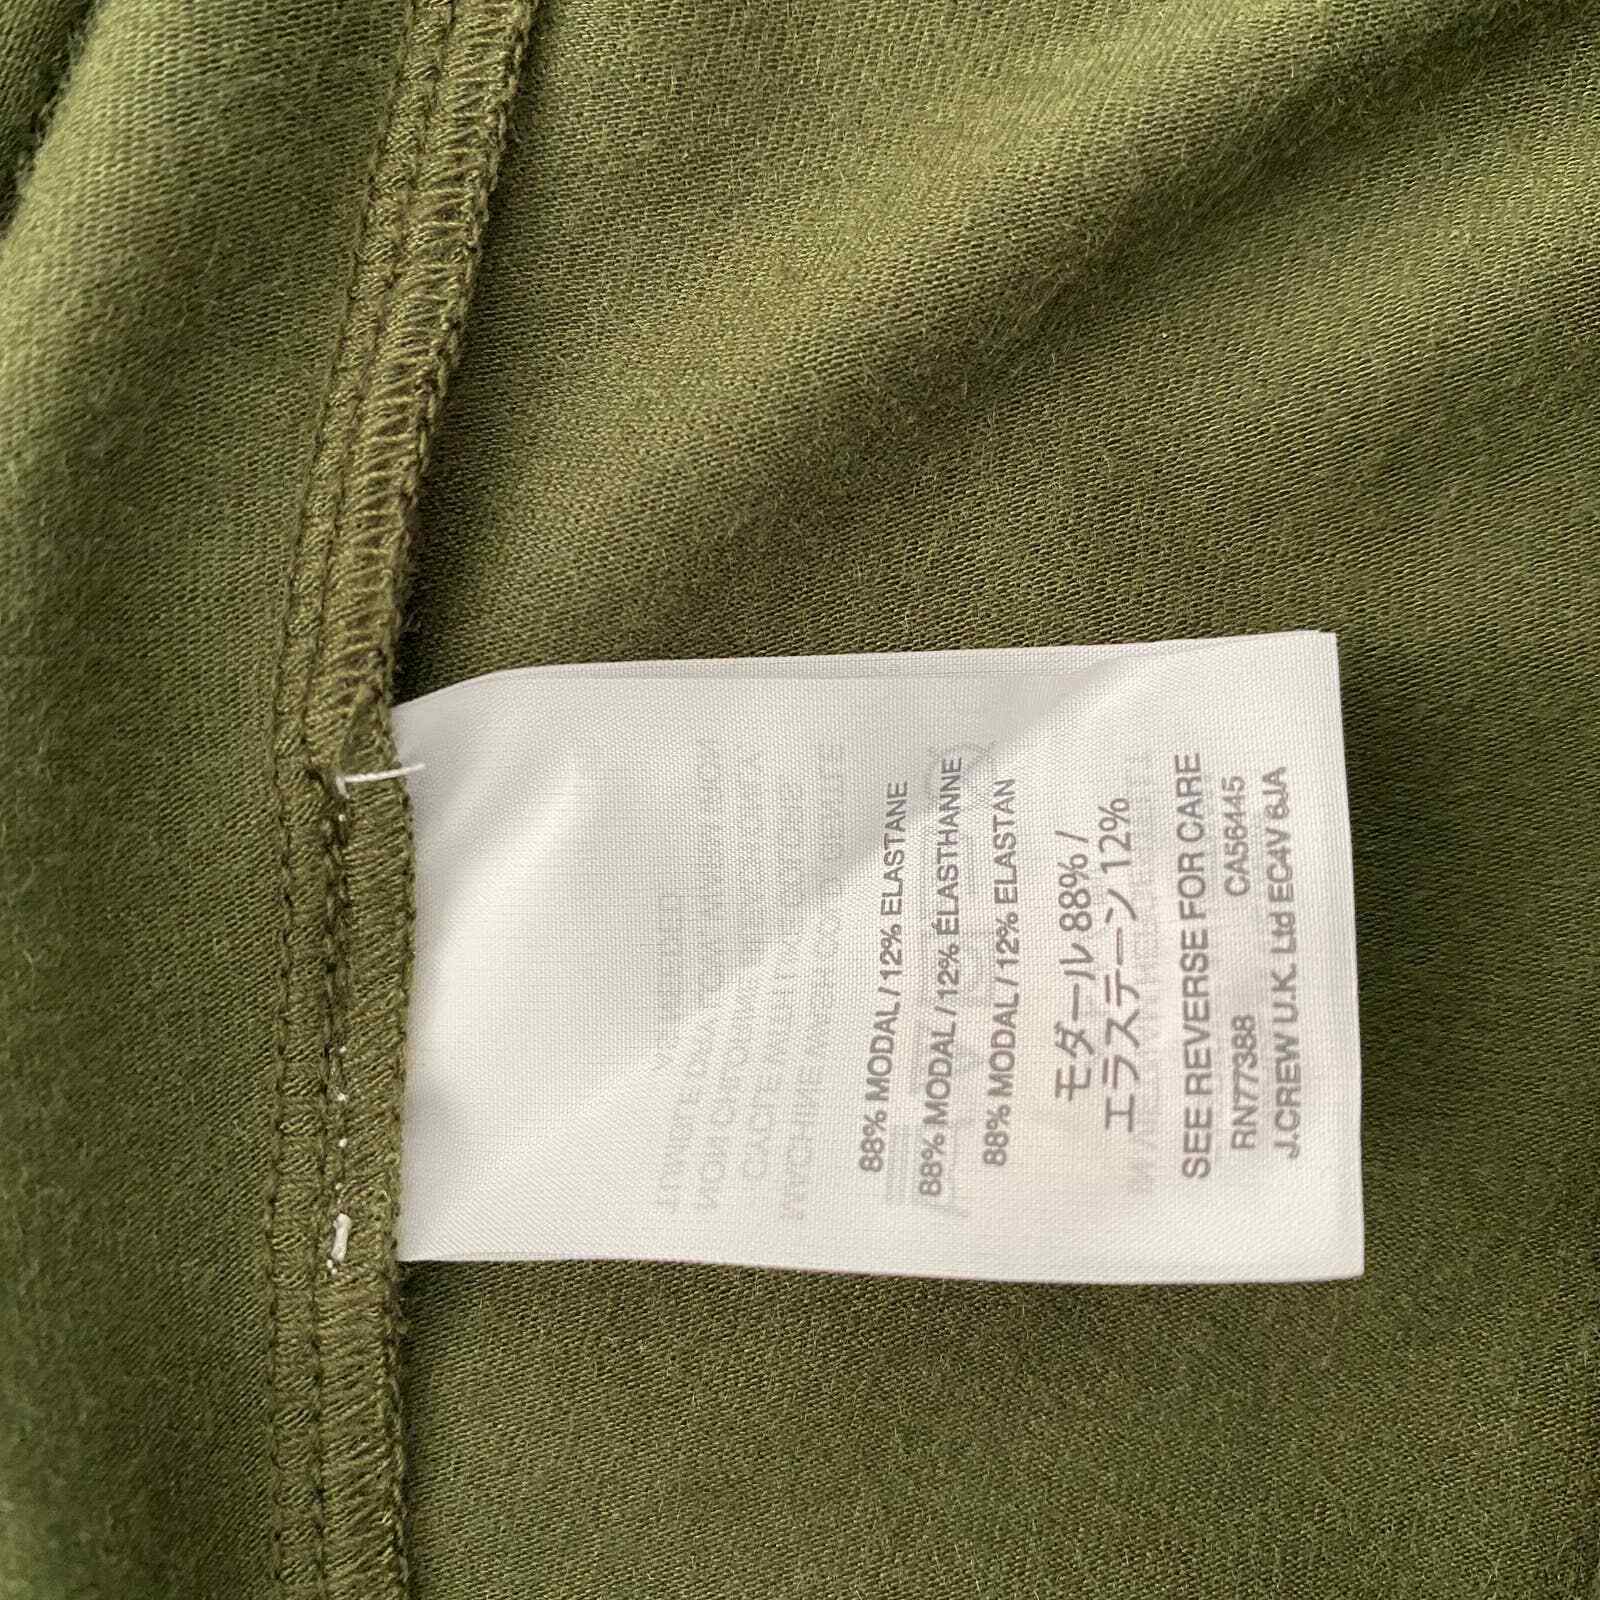 88% MODAL / 12% ELASTANE
88% MODAL / 12% ÉLASTHANNE
88% MODAL / 12% ELASTAN
モダール 88% /
エラステーン 12%
SEE REVERSE FOR CARE
RN77388 CA56445
J.CREW U.K. Ltd EC4V 6JA